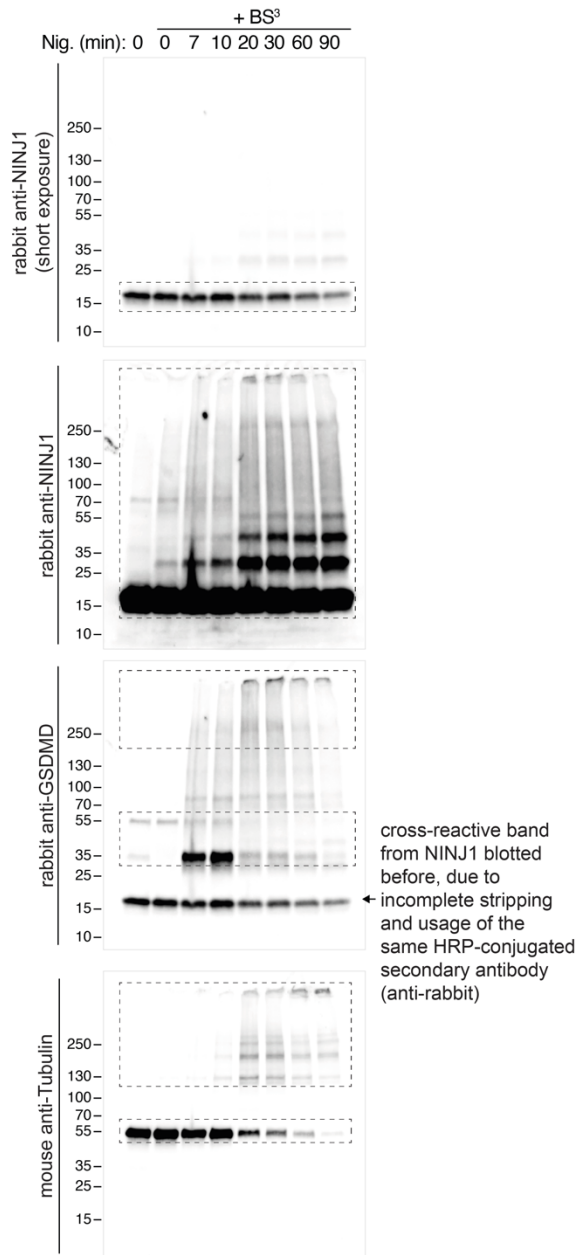 + BS³
Nig. (min): 0 0 7 10 20 30 60 90
rabbit anti-NINJ1
(short exposure)
250
130
100
70
55
35
25
15
10
rabbit anti-NINJ1
250
130
100
70
55
35
25
15
10
rabbit anti-GSDMD
250
130
100
70
55
35
25
15
10
cross-reactive band
from NINJ1 blotted
before, due to
incomplete stripping
and usage of the
same HRP-conjugated
secondary antibody
(anti-rabbit)
mouse anti-Tubulin
250
130
100
70
55
35
25
15